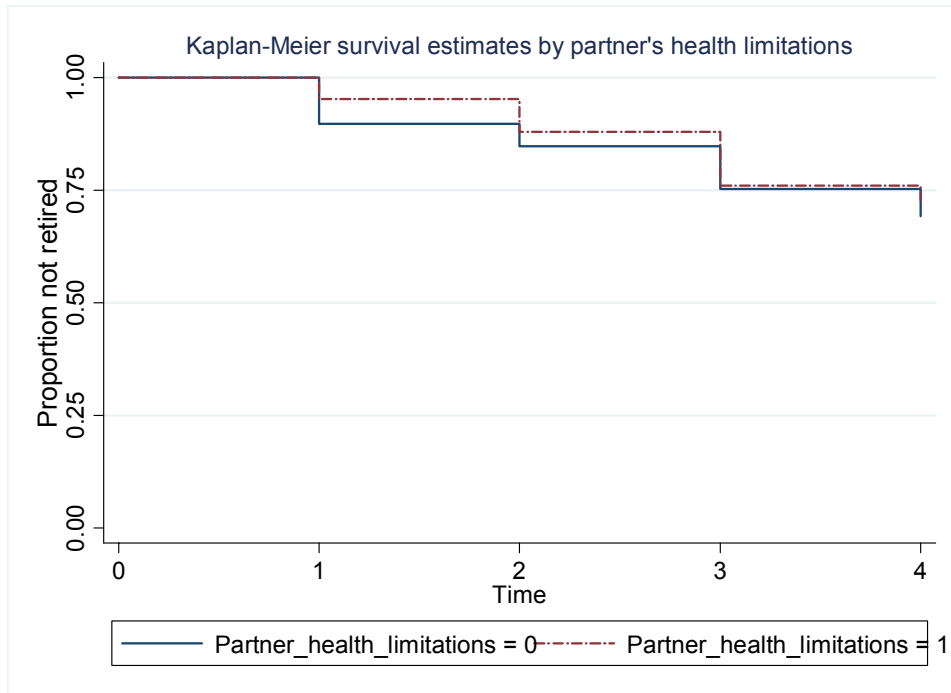 Kaplan-Meier survival estimates by partner's health limitations
Proportion not retired
1.00
0.75
0.50
0.25
0.00
0 1 2 3 4
Time
Partner_health_limitations = 0 Partner_health_limitations = 1